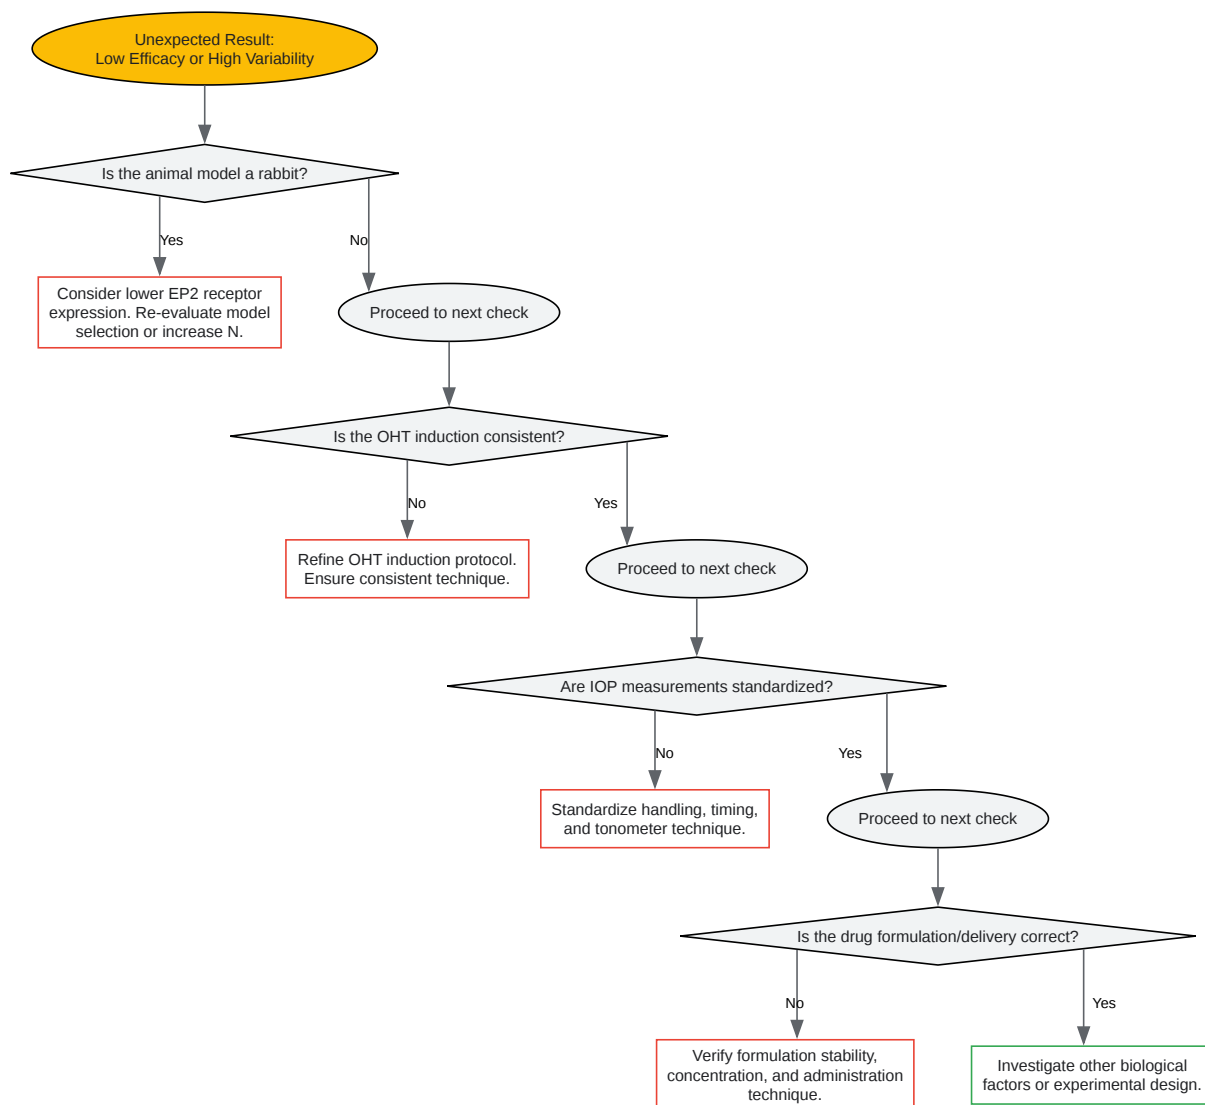 Unexpected Result:
Low Efficacy or High Variability
Is the animal model a rabbit?
Yes
No
Consider lower EP2 receptor
expression. Re-evaluate model
selection or increase N.
Proceed to next check
Is the OHT induction consistent?
No
Yes
Refine OHT induction protocol.
Ensure consistent technique.
Proceed to next check
Are IOP measurements standardized?
No
Yes
Standardize handling, timing,
and tonometer technique.
Proceed to next check
Is the drug formulation/delivery correct?
No
Yes
Verify formulation stability,
concentration, and administration
technique.
Investigate other biological
factors or experimental design.